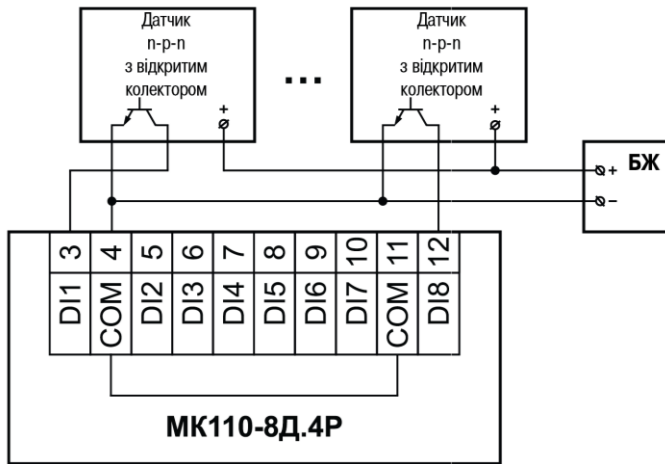 Датчик
n-p-n
з відкритим
колектором
+
...
Датчик
n-p-n
з відкритим
колектором
+
БЖ
+
−
3 4 5 6 7 8 9 10 11 12
DI1 COM DI2 DI3 DI4 DI5 DI6 DI7 COM DI8
МК110-8Д.4Р